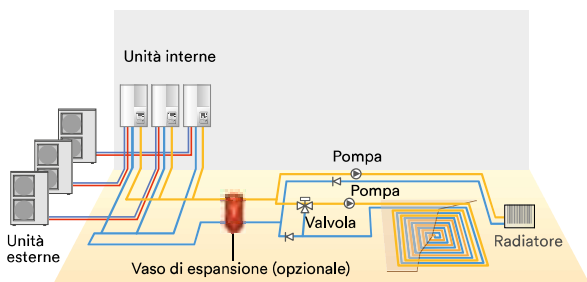 Unità interne
Pompa
Pompa
Valvola
Unità
esterne
Radiatore
Vaso di espansione (opzionale)